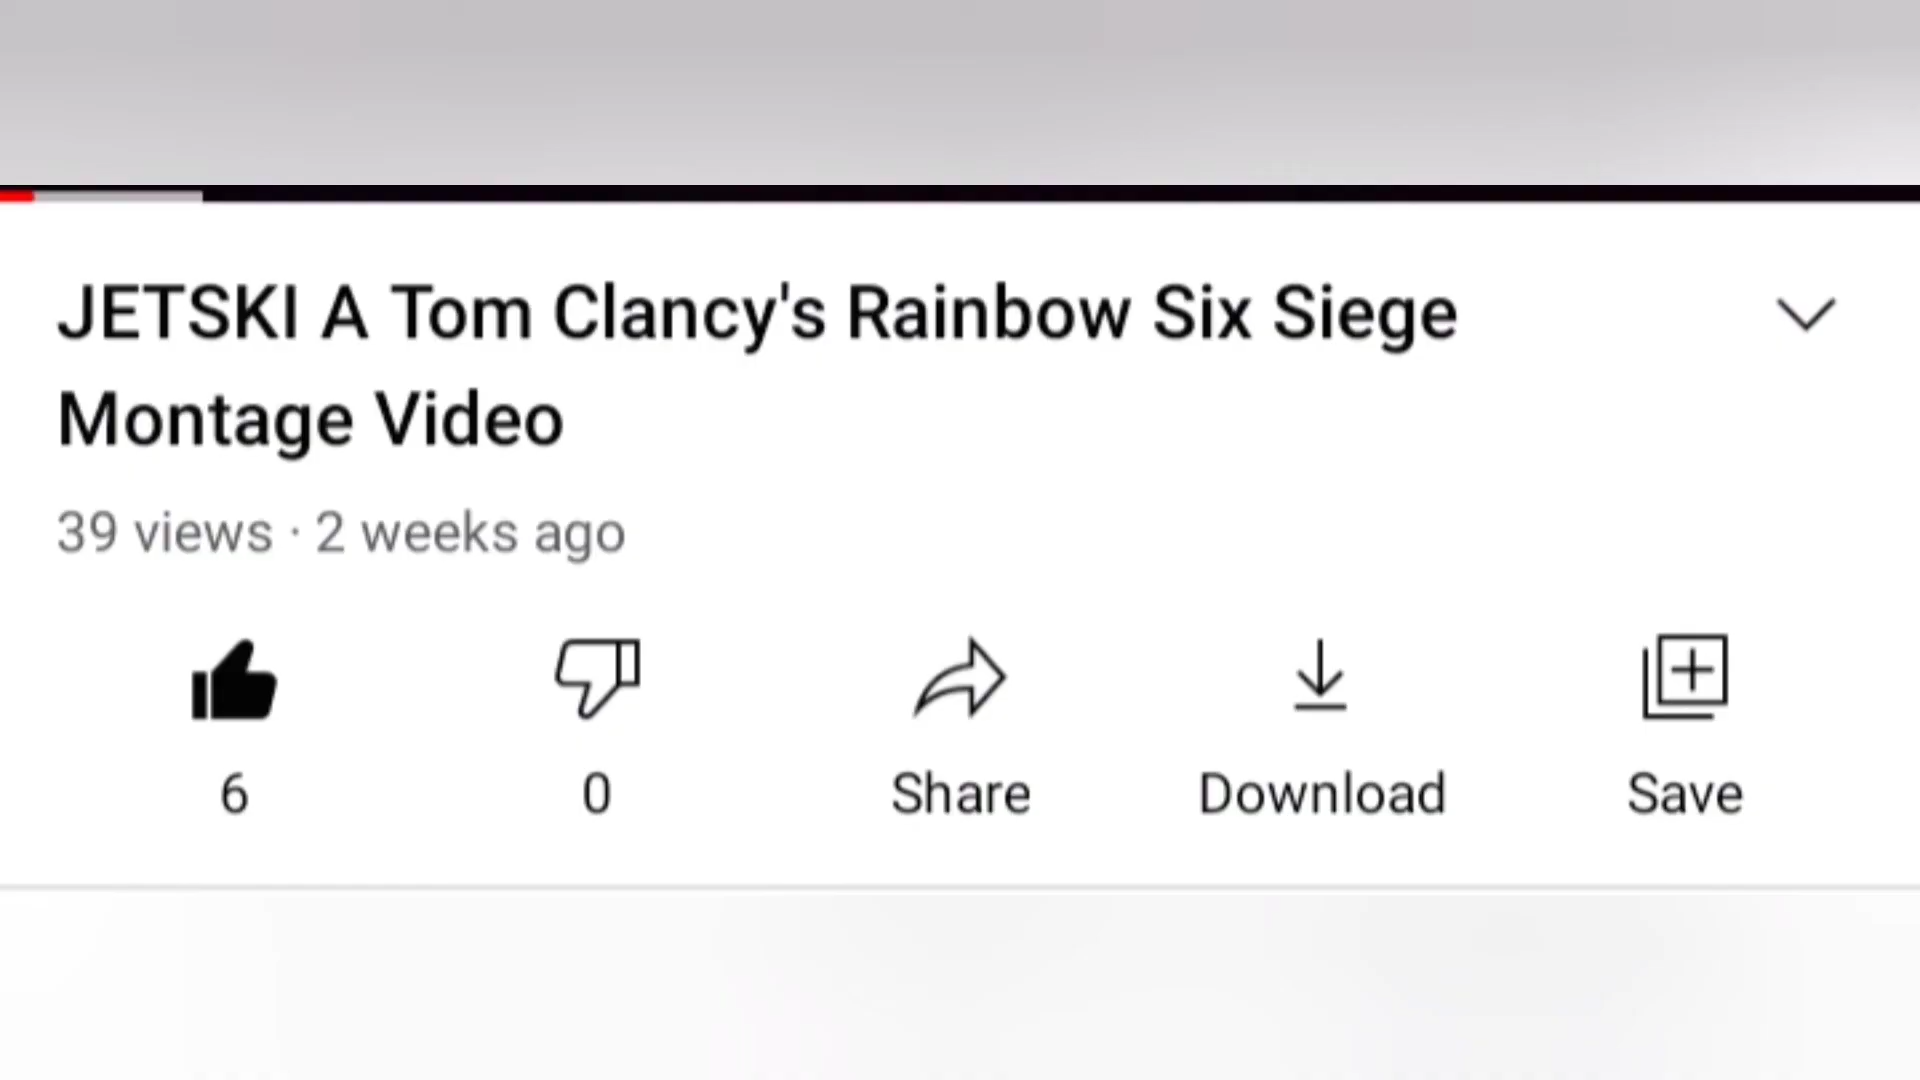 JETSKI A Tom Clancy's Rainbow Six Siege
Montage Video
39 views · 2 weeks ago
6 0 Share Download Save